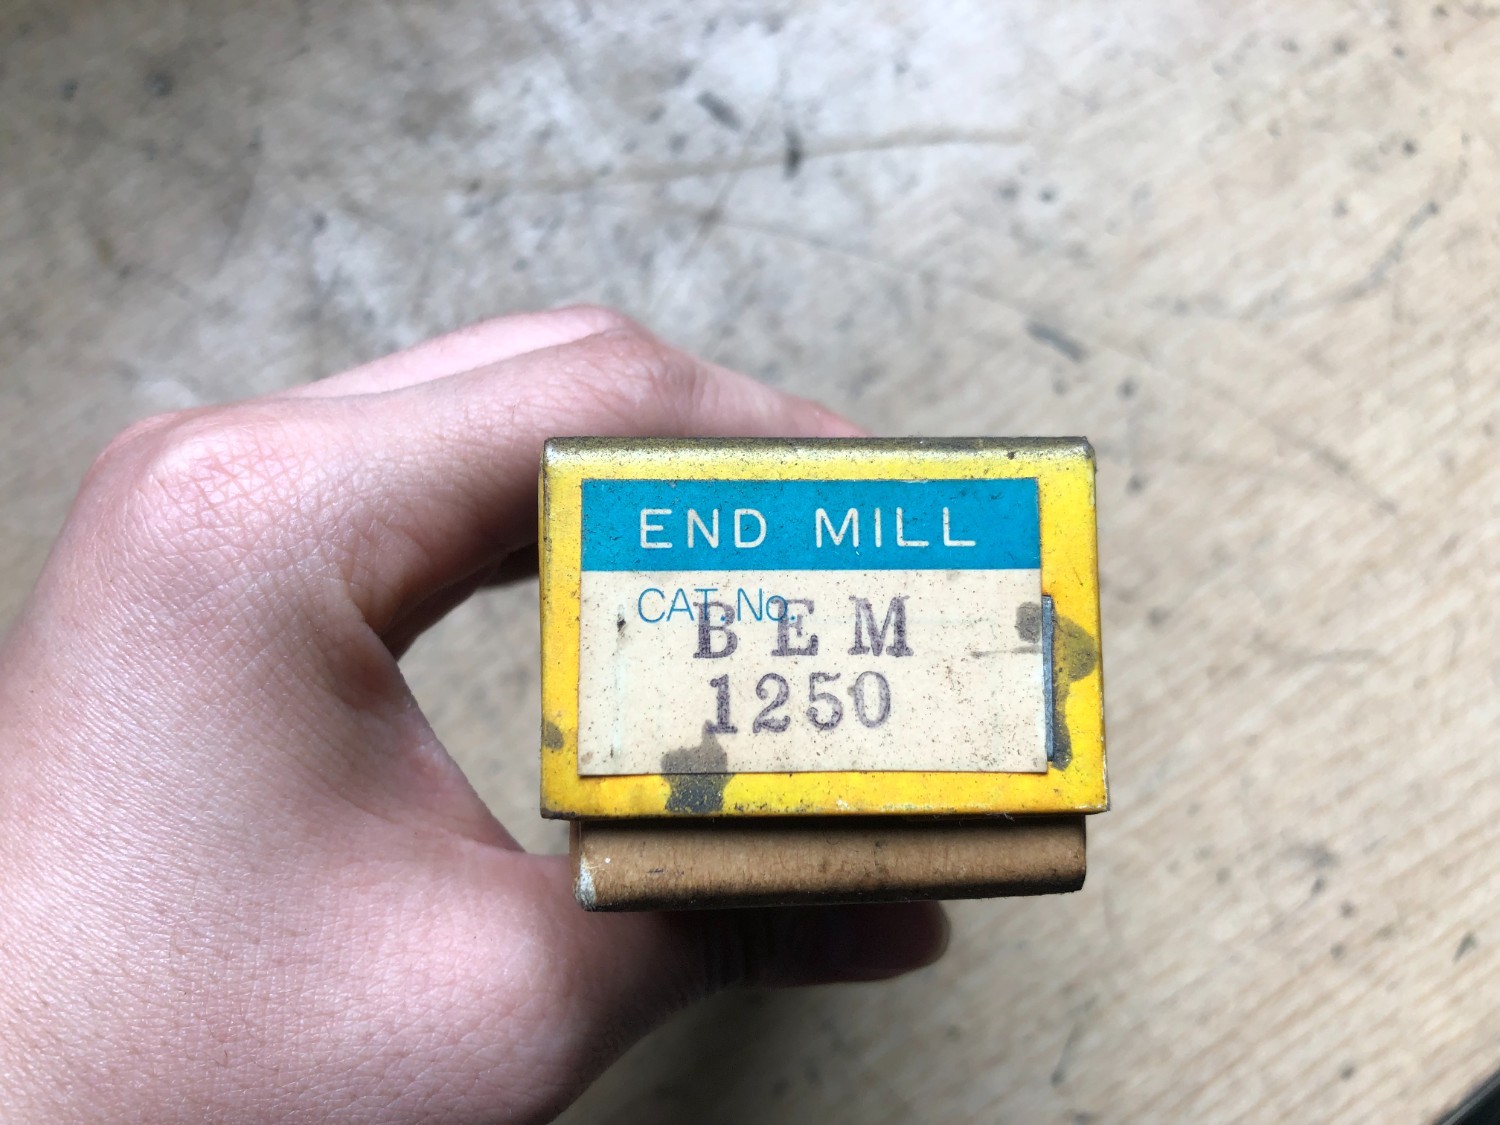 END MILL
CAT. No.
BEM
1250